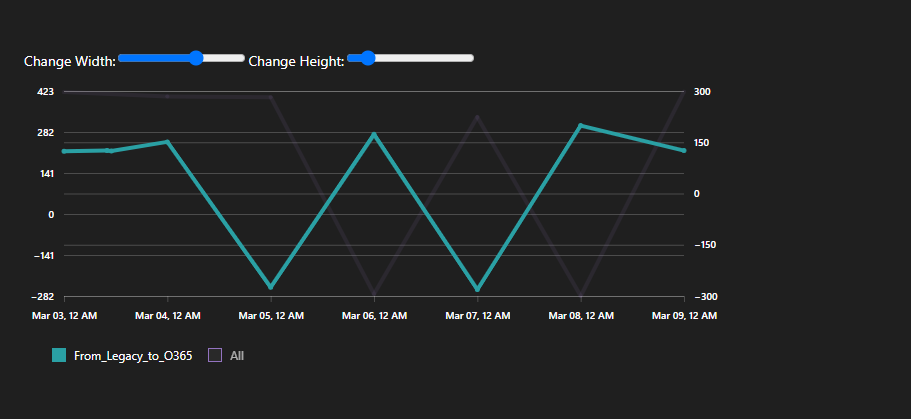 Change Width: Change Height:
423 300
282 150
141
0 0
−141 −150
−282 −300
Mar 03, 12 AM Mar 04, 12 AM Mar 05, 12 AM Mar 06, 12 AM Mar 07, 12 AM Mar 08, 12 AM Mar 09, 12 AM
From_Legacy_to_O365 All